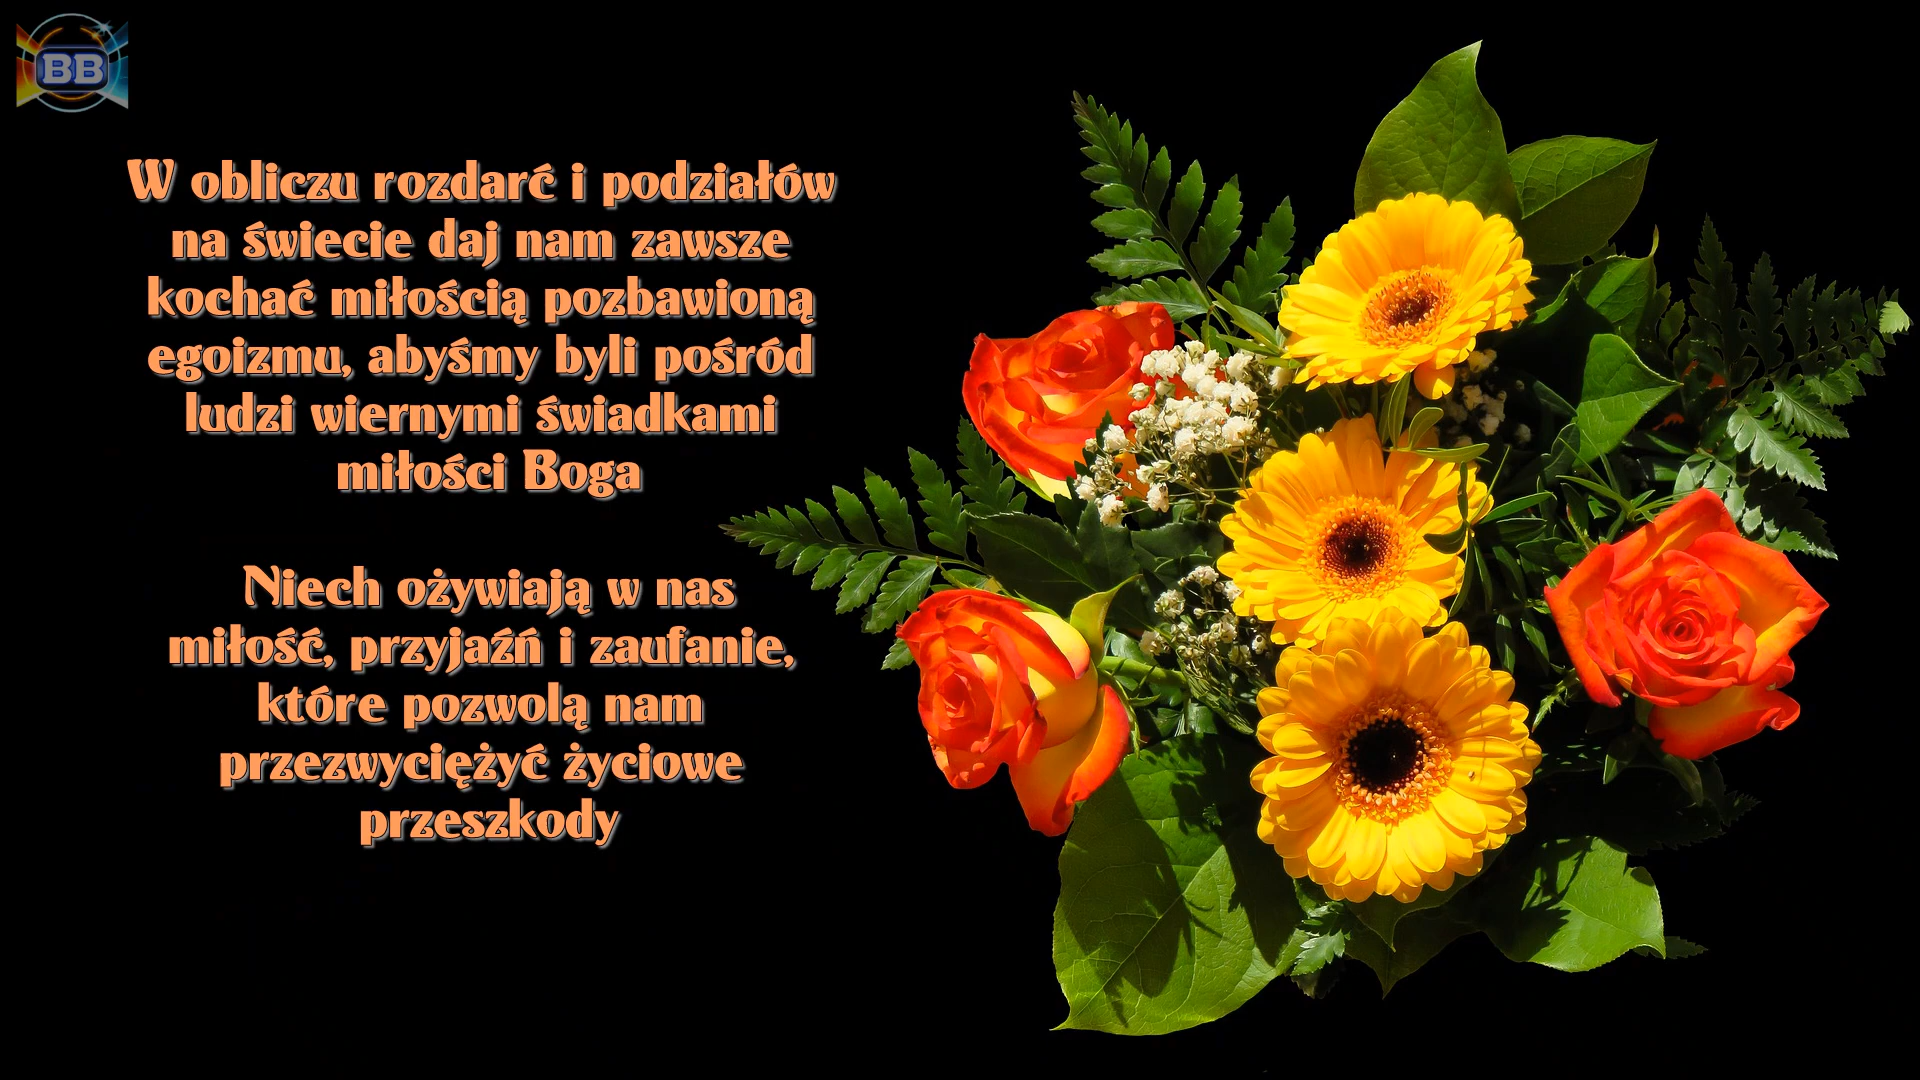 BB
W obliczu rozdarć i podziałów
na świecie daj nam zawsze
kochać miłością pozbawioną
egoizmu, abyśmy byli pośród
ludzi wiernymi świadkami
miłości Boga
Niech ożywiają w nas
miłość, przyjaźń i zaufanie,
które pozwolą nam
przezwyciężyć życiowe
przeszkody